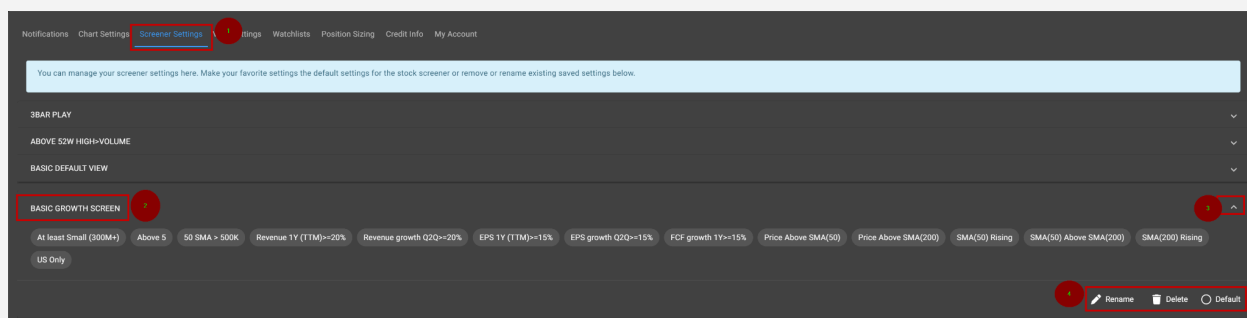 Notifications Chart Settings Screener Settings 1 ttings Watchlists Position Sizing Credit Info My Account
You can manage your screener settings here. Make your favorite settings the default settings for the stock screener or remove or rename existing saved settings below.
3BAR PLAY
ABOVE 52W HIGH>VOLUME
BASIC DEFAULT VIEW
BASIC GROWTH SCREEN 2 3
At least Small (300M+) Above 5 50 SMA > 500K Revenue 1Y (TTM)>=20% Revenue growth Q2Q>=20% EPS 1Y (TTM)>=15% EPS growth Q2Q>=15% FCF growth 1Y>=15% Price Above SMA(50) Price Above SMA(200) SMA(50) Rising SMA(50) Above SMA(200) SMA(200) Rising
US Only
4 Rename Delete Default